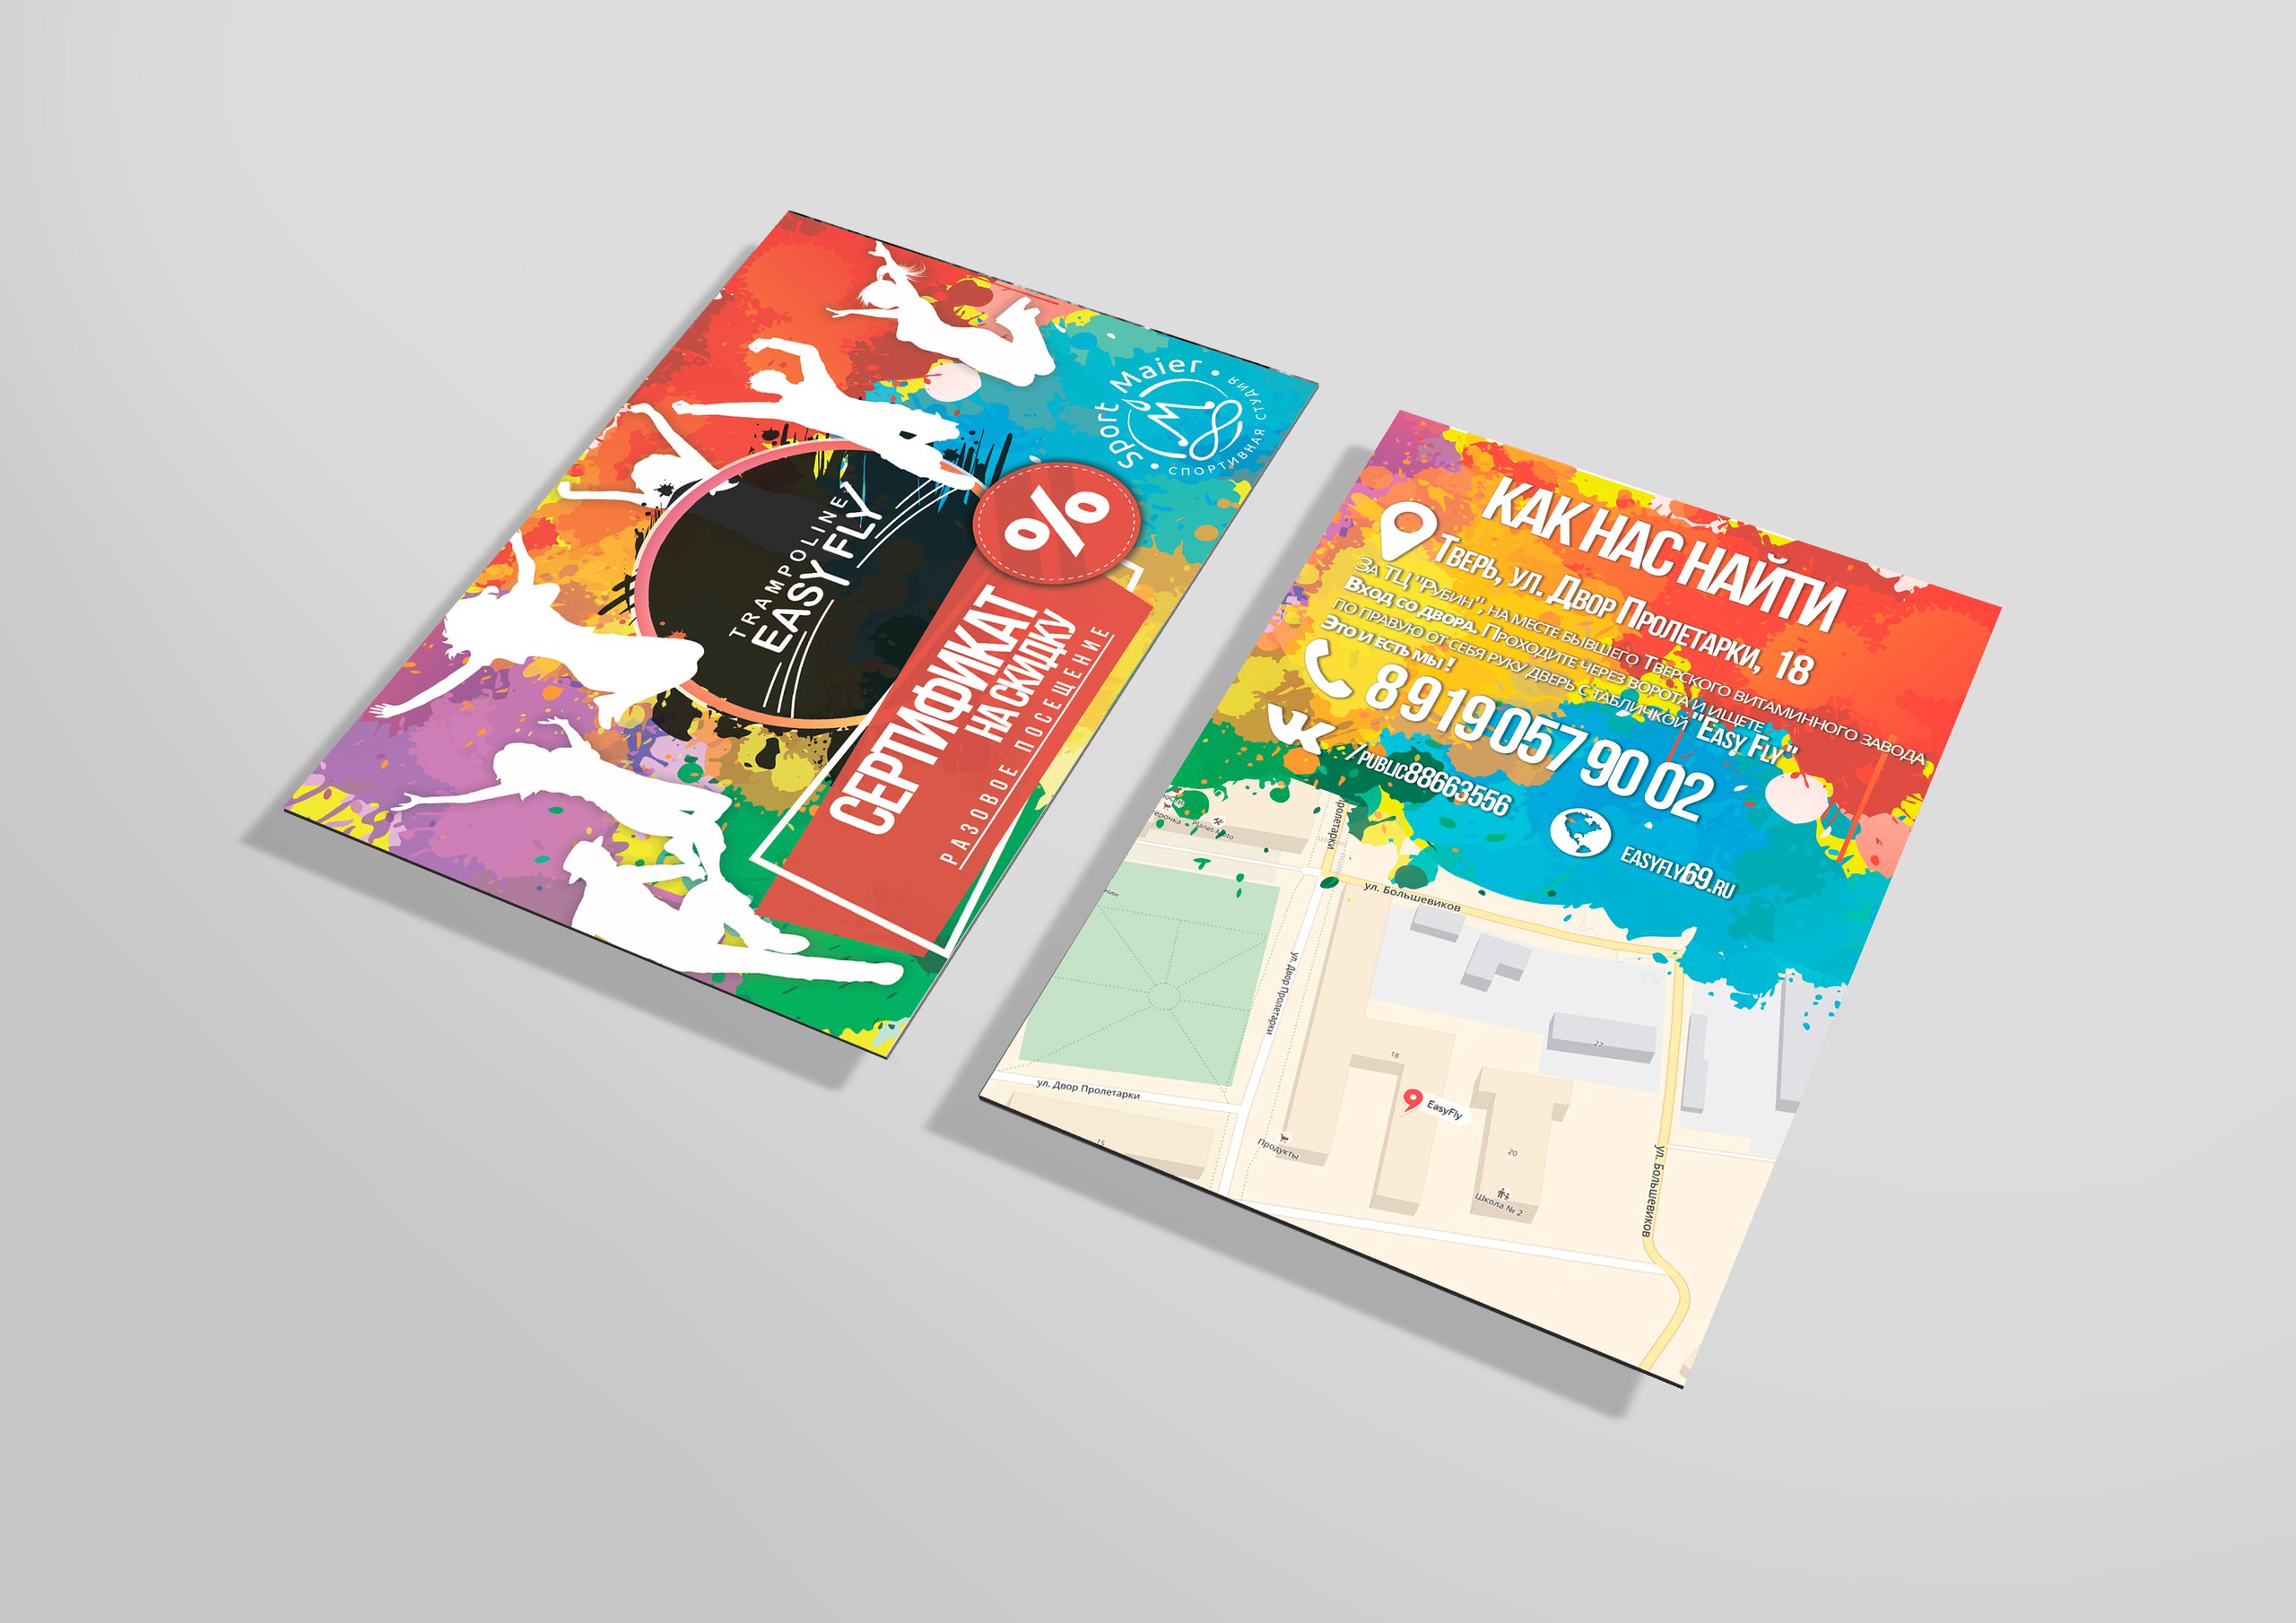 Sport Maier
СПОРТИВНАЯ СТУДИЯ
TRAMPOLINE
EASY FLY
%
СЕРТИФИКАТ
НА СКИДКУ
РАЗОВОЕ ПОСЕЩЕНИЕ
КАК НАС НАЙТИ
Тверь, ул. Двор Пролетарки, 18
За ТЦ "Рубин", на месте бывшего Тверского витаминного завода
Вход со двора. Проходите через ворота и ищете
по правую от себя руку дверь с табличкой "Easy Fly"
Это и есть мы!
8 919 057 90 02
/public88663556
easyfly69.ru
Planet-Moto
ул. Большевиков
ул. Двор Пролетарки
22
18
EasyFly
ул. Двор Пролетарки
15
Продукты
20
Школа № 2
ул. Большевиков